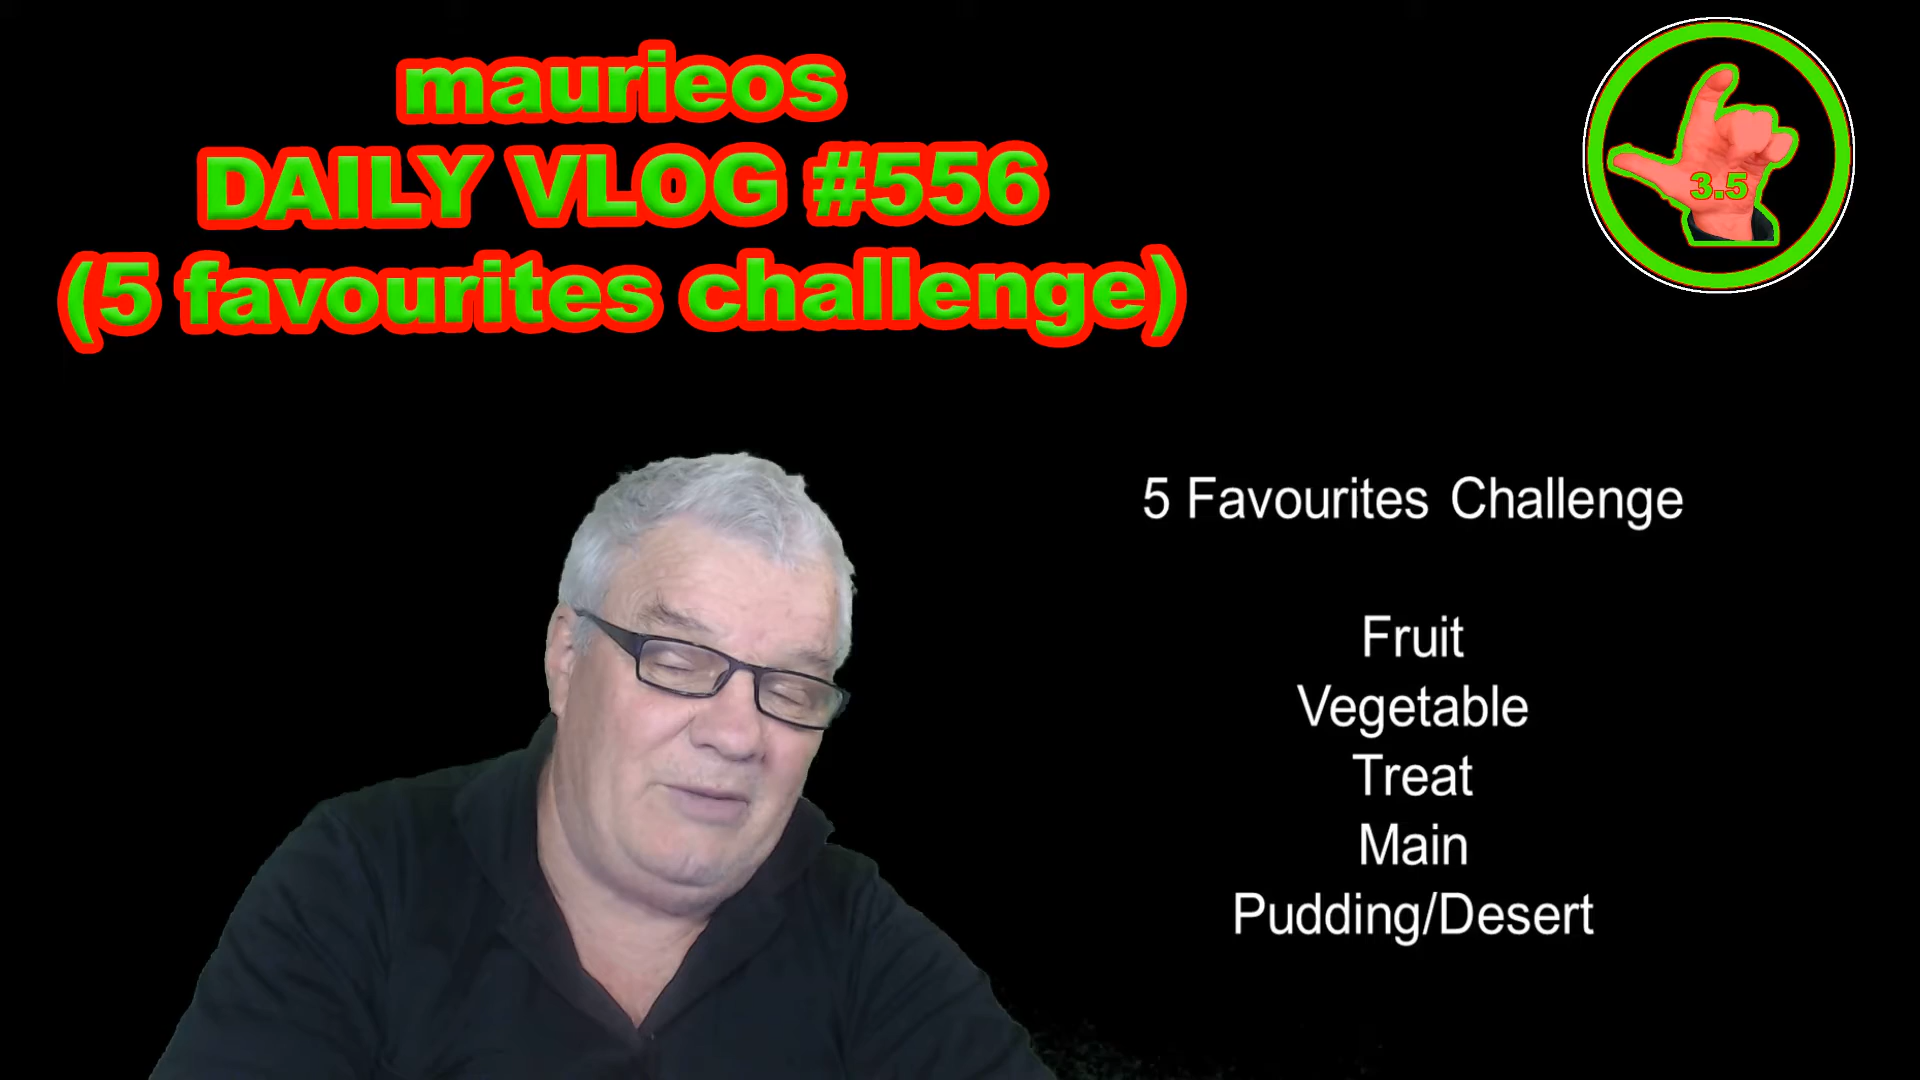 maurieos
DAILY VLOG #556
(5 favourites challenge)
3.5
5 Favourites Challenge
Fruit
Vegetable
Treat
Main
Pudding/Desert